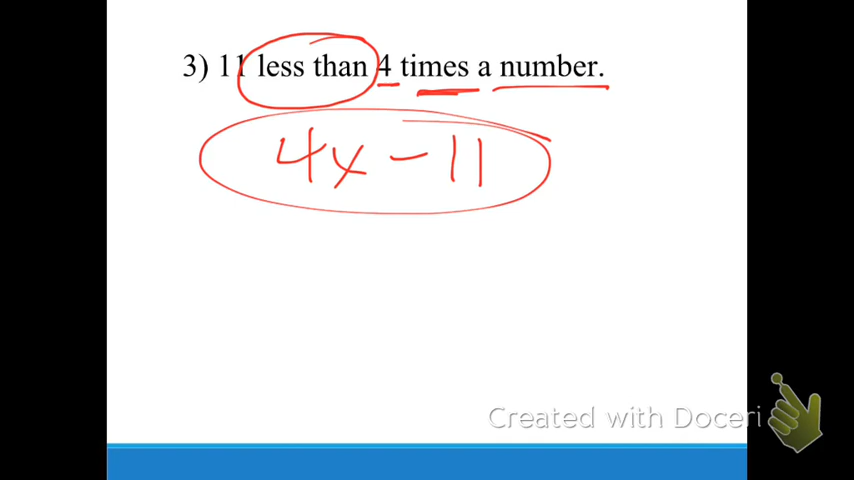 3) 11 less than 4 times a number.
4x - 11
Created with Doceri